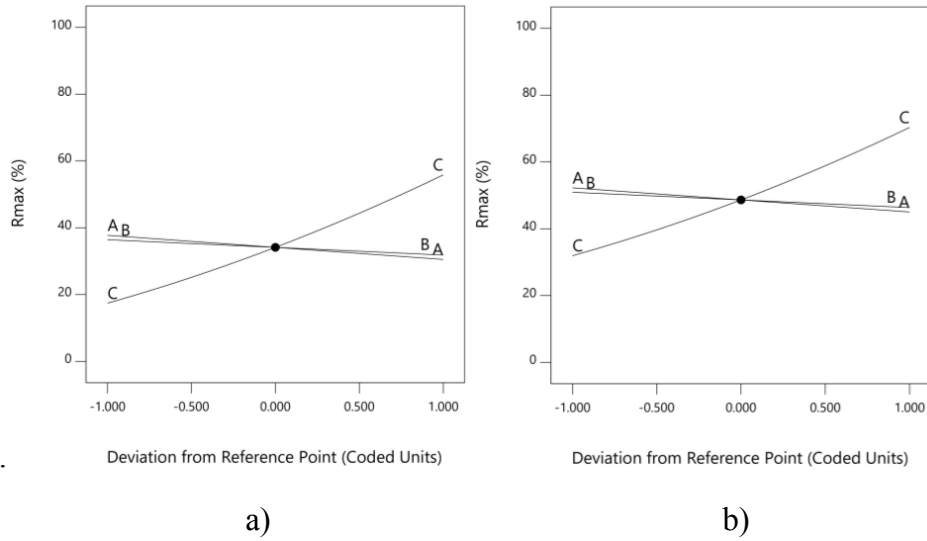 100
80
60
40
20
0
Rmax (%)
A B
C
C
B A
-1.000 -0.500 0.000 0.500 1.000
Deviation from Reference Point (Coded Units)
.
a)
100
80
60
40
20
0
Rmax (%)
A B
C
C
B A
-1.000 -0.500 0.000 0.500 1.000
Deviation from Reference Point (Coded Units)
b)